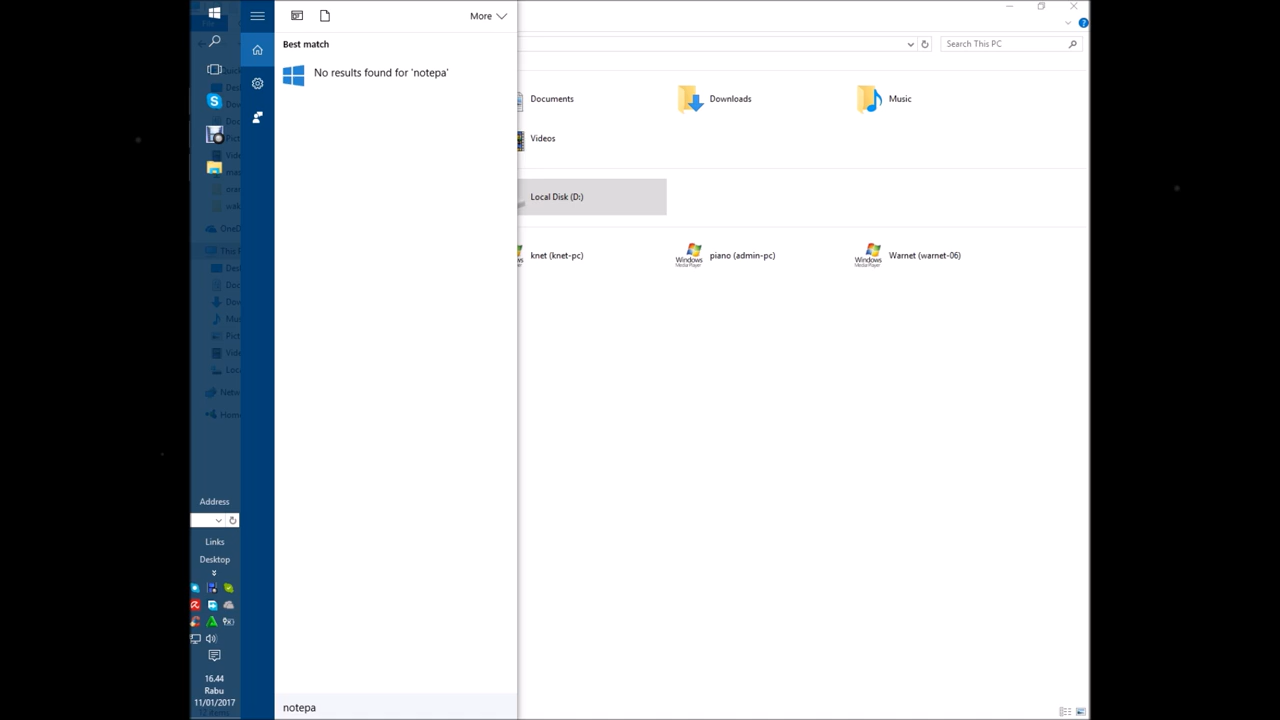 More
Best match
No results found for 'notepa'
notepa
Search This PC
Documents
Downloads
Music
Videos
Local Disk (D:)
knet (knet-pc)
piano (admin-pc)
Warnet (warnet-06)
Address
Links
Desktop
16.44
Rabu
11/01/2017